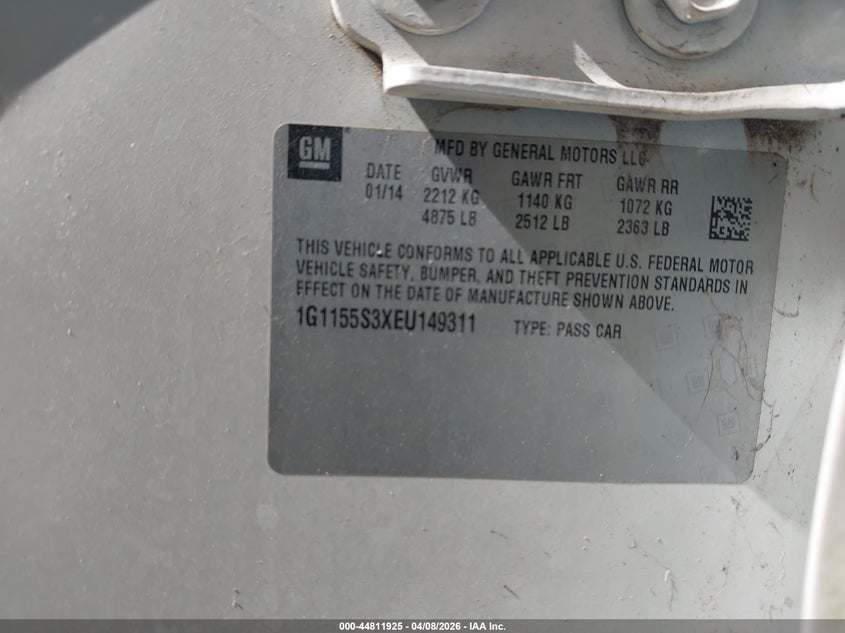 GM
MFD BY GENERAL MOTORS LLC
DATE GVWR GAWR FRT GAWR RR
01/14 2212 KG 1140 KG 1072 KG
4875 LB 2512 LB 2363 LB
THIS VEHICLE CONFORMS TO ALL APPLICABLE U.S. FEDERAL MOTOR
VEHICLE SAFETY, BUMPER, AND THEFT PREVENTION STANDARDS IN
EFFECT ON THE DATE OF MANUFACTURE SHOWN ABOVE.
1G1155S3XEU149311 TYPE: PASS CAR
000-44811925 - 04/08/2026 - IAA Inc.